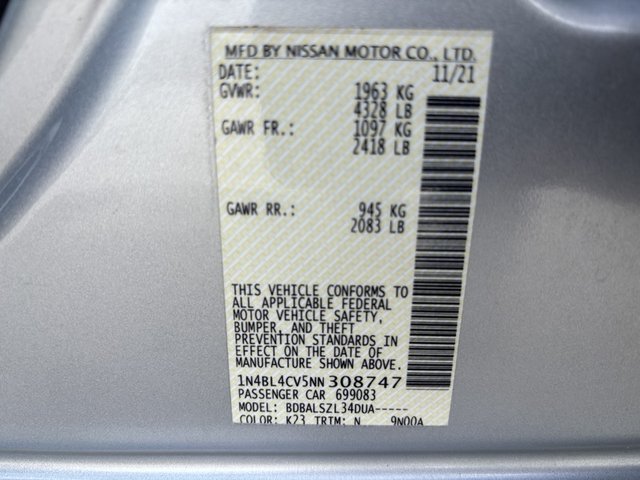 MFD BY NISSAN MOTOR CO., LTD.
DATE: 11/21
GVWR: 1963 KG
4328 LB
GAWR FR.: 1097 KG
2418 LB
GAWR RR.: 945 KG
2083 LB
THIS VEHICLE CONFORMS TO
ALL APPLICABLE FEDERAL
MOTOR VEHICLE SAFETY,
BUMPER, AND THEFT
PREVENTION STANDARDS IN
EFFECT ON THE DATE OF
MANUFACTURE SHOWN ABOVE.
1N4BL4CV5NN308747
PASSENGER CAR 699083
MODEL: BDBALSZL34DUA-----
COLOR: K23 TRIM: N 9N00A